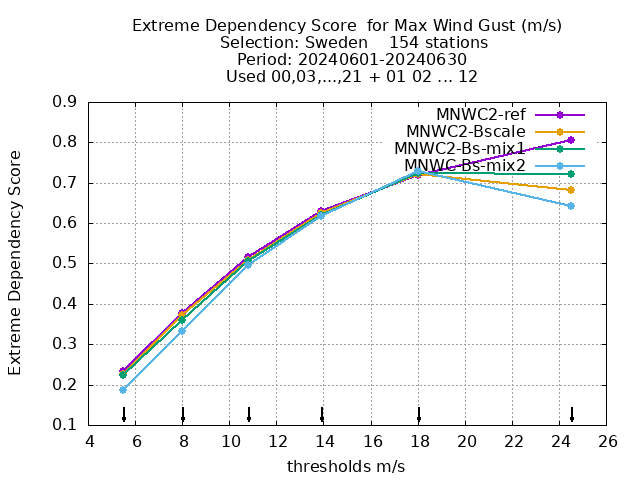 Extreme Dependency Score  for Max Wind Gust (m/s)
Selection: Sweden    154 stations
Period: 20240601-20240630
Used 00,03,...,21 + 01 02 ... 12
MNWC2-ref
MNWC2-Bscale
MNWC2-Bs-mix1
MNWC-Bs-mix2
Extreme Dependency Score
0.9
0.8
0.7
0.6
0.5
0.4
0.3
0.2
0.1
4 6 8 10 12 14 16 18 20 22 24 26
thresholds m/s